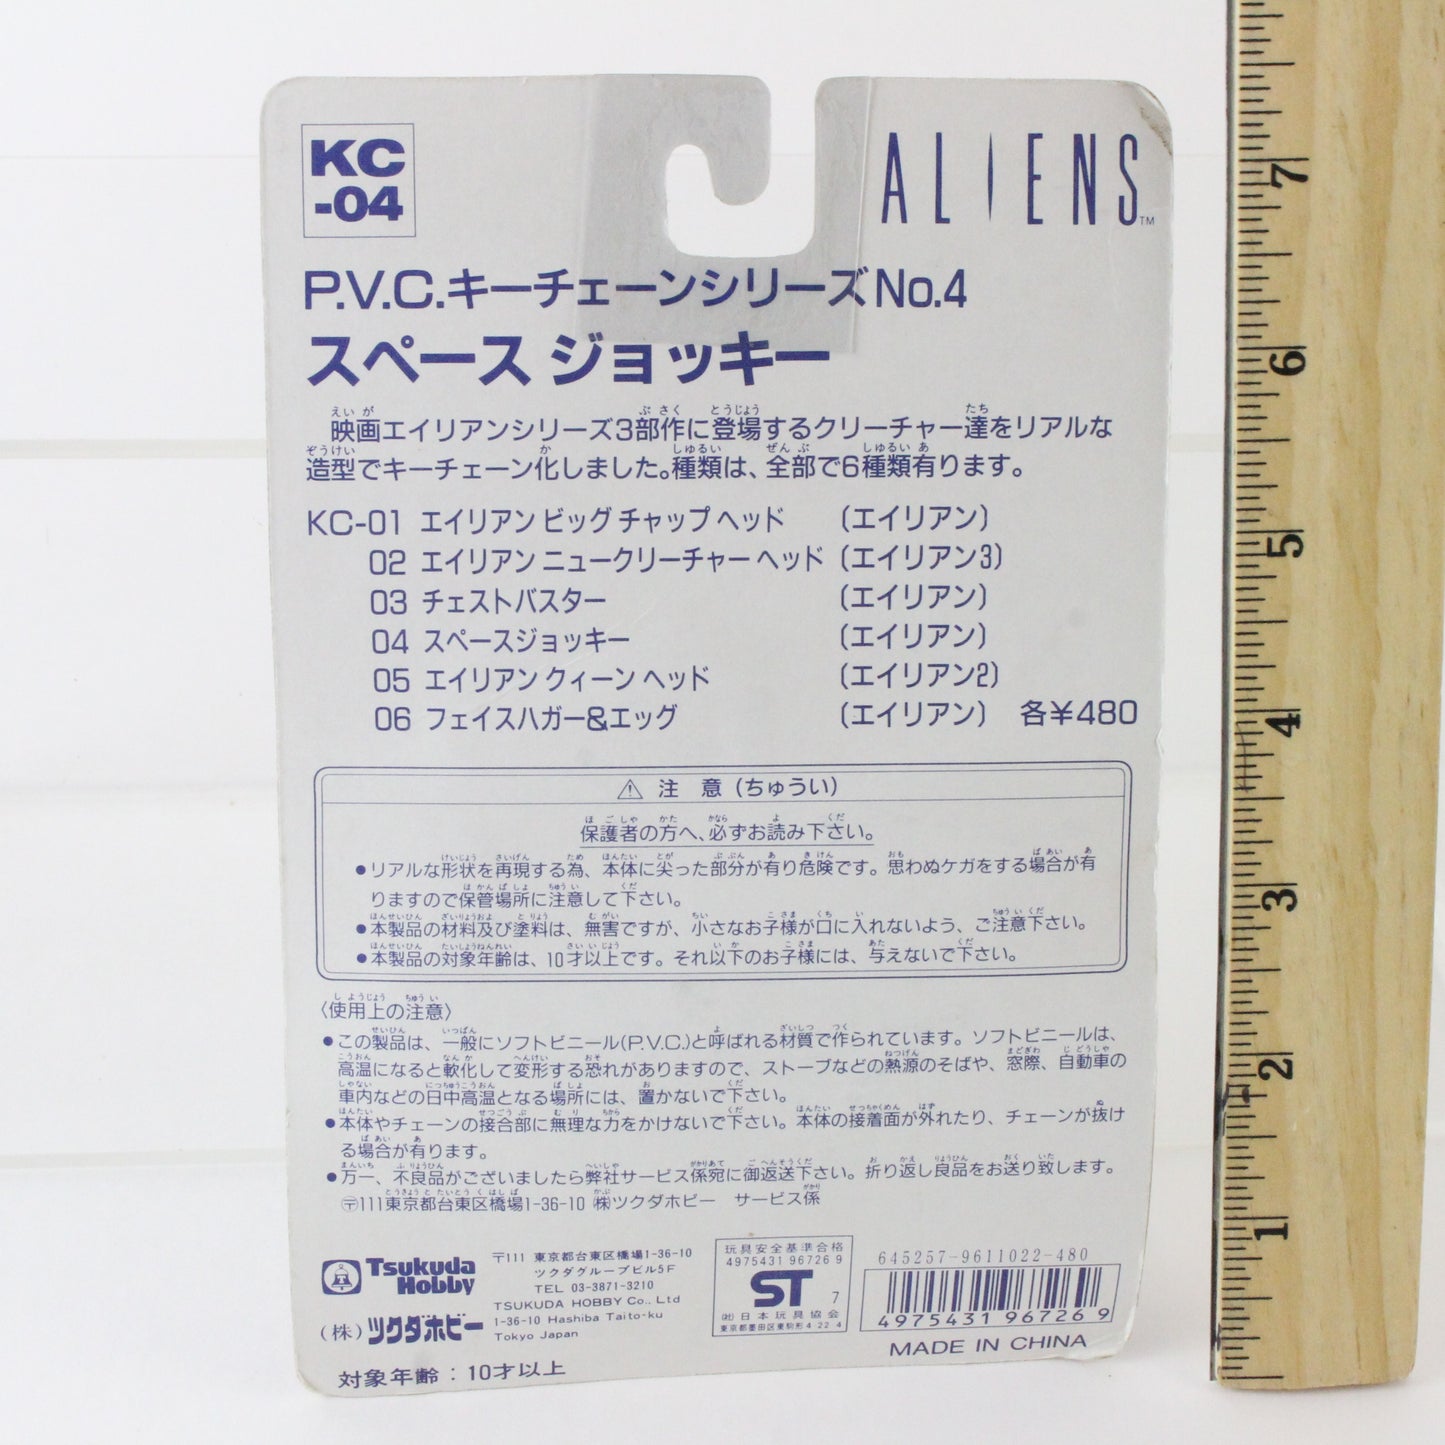 KC
-04
ALIENS™
P.V.C.キーチェーンシリーズNo.4
スペース ジョッキー
映画エイリアンシリーズ3部作に登場するクリーチャー達をリアルな
造型でキーチェーン化しました。種類は、全部で6種類有ります。
KC-01 エイリアン ビッグ チャップ ヘッド (エイリアン)
02 エイリアン ニュークリーチャー ヘッド (エイリアン3)
03 チェストバスター (エイリアン)
04 スペースジョッキー (エイリアン)
05 エイリアン クィーン ヘッド (エイリアン2)
06 フェイスハガー&エッグ (エイリアン) 各¥480
⚠ 注 意 (ちゅうい)
保護者の方へ、必ずお読み下さい。
●リアルな形状を再現する為、本体に尖った部分が有り危険です。思わぬケガをする場合が有
りますので保管場所に注意して下さい。
●本製品の材料及び塗料は、無害ですが、小さなお子様が口に入れないよう、ご注意下さい。
●本製品の対象年齢は、10才以上です。それ以下のお子様には、与えないで下さい。
〈使用上の注意〉
●この製品は、一般にソフトビニール(P.V.C.)と呼ばれる材質で作られています。ソフトビニールは、
高温になると軟化して変形する恐れがありますので、ストーブなどの熱源のそばや、窓際、自動車の
車内などの日中高温となる場所には、置かないで下さい。
●本体やチェーンの接合部に無理な力をかけないで下さい。本体の接着面が外れたり、チェーンが抜け
る場合が有ります。
●万一、不良品がございましたら弊社サービス係宛に御返送下さい。折り返し良品をお送り致します。
〒111東京都台東区橋場1-36-10 ㈱ツクダホビー サービス係
Tsukuda
Hobby
(株)ツクダホビー
〒111 東京都台東区橋場1-36-10
ツクダグループビル5F
TEL 03-3871-3210
TSUKUDA HOBBY Co., Ltd
1-36-10 Hashiba Taito-ku
Tokyo Japan
玩具安全基準合格
4975431 96726 9
ST 7
㈳日本玩具協会
東京都墨田区東駒形4-22-4
645257-9611022-480
4975431 967269
MADE IN CHINA
対象年齢：10才以上
7
6
5
4
3
2
1